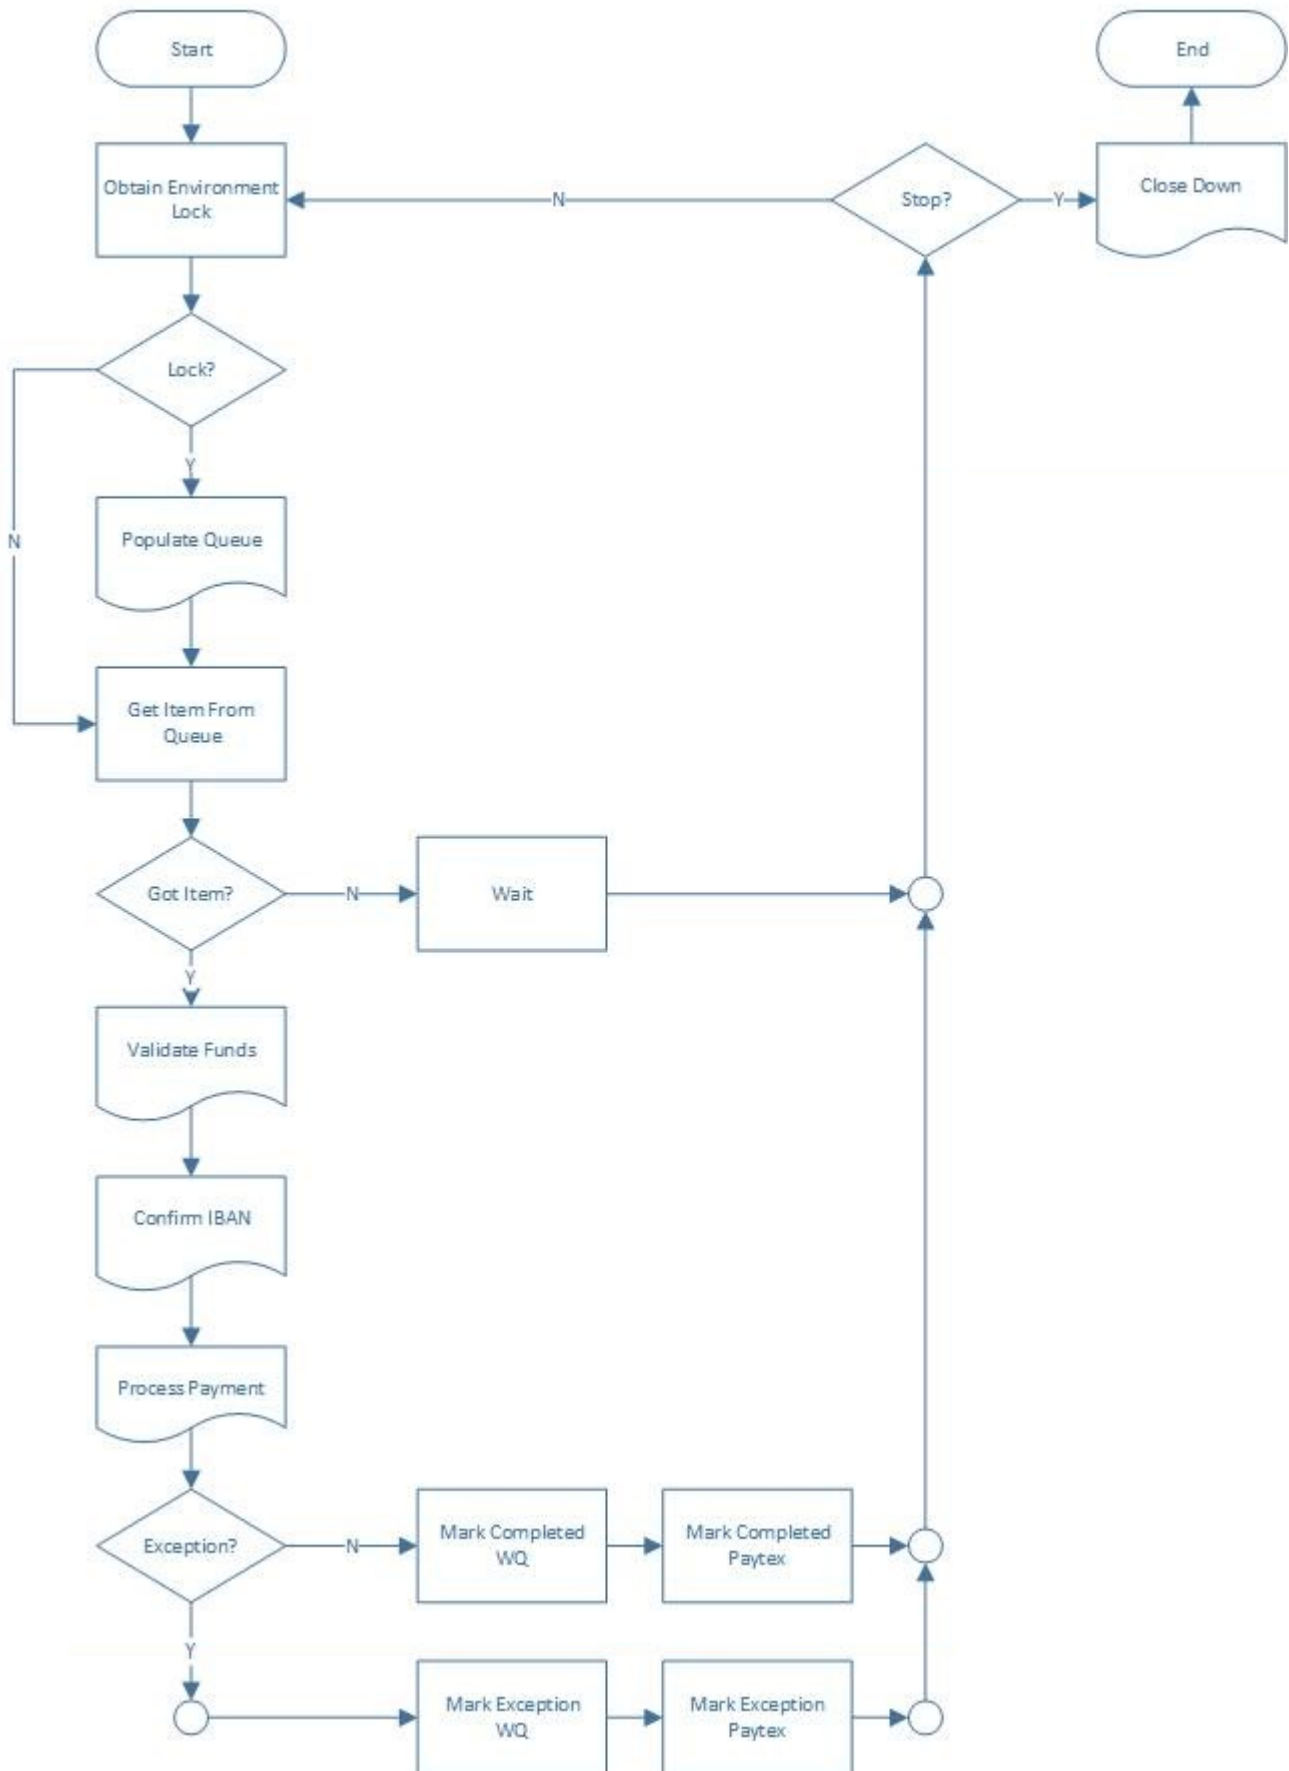 Start
End
Obtain Environment
Lock
N
Stop?
Y
Close Down
Lock?
Y
N
Populate Queue
Get Item From
Queue
Got Item?
N
Wait
Y
Validate Funds
Confirm IBAN
Process Payment
Exception?
N
Mark Completed
WQ
Mark Completed
Paytex
Y
Mark Exception
WQ
Mark Exception
Paytex